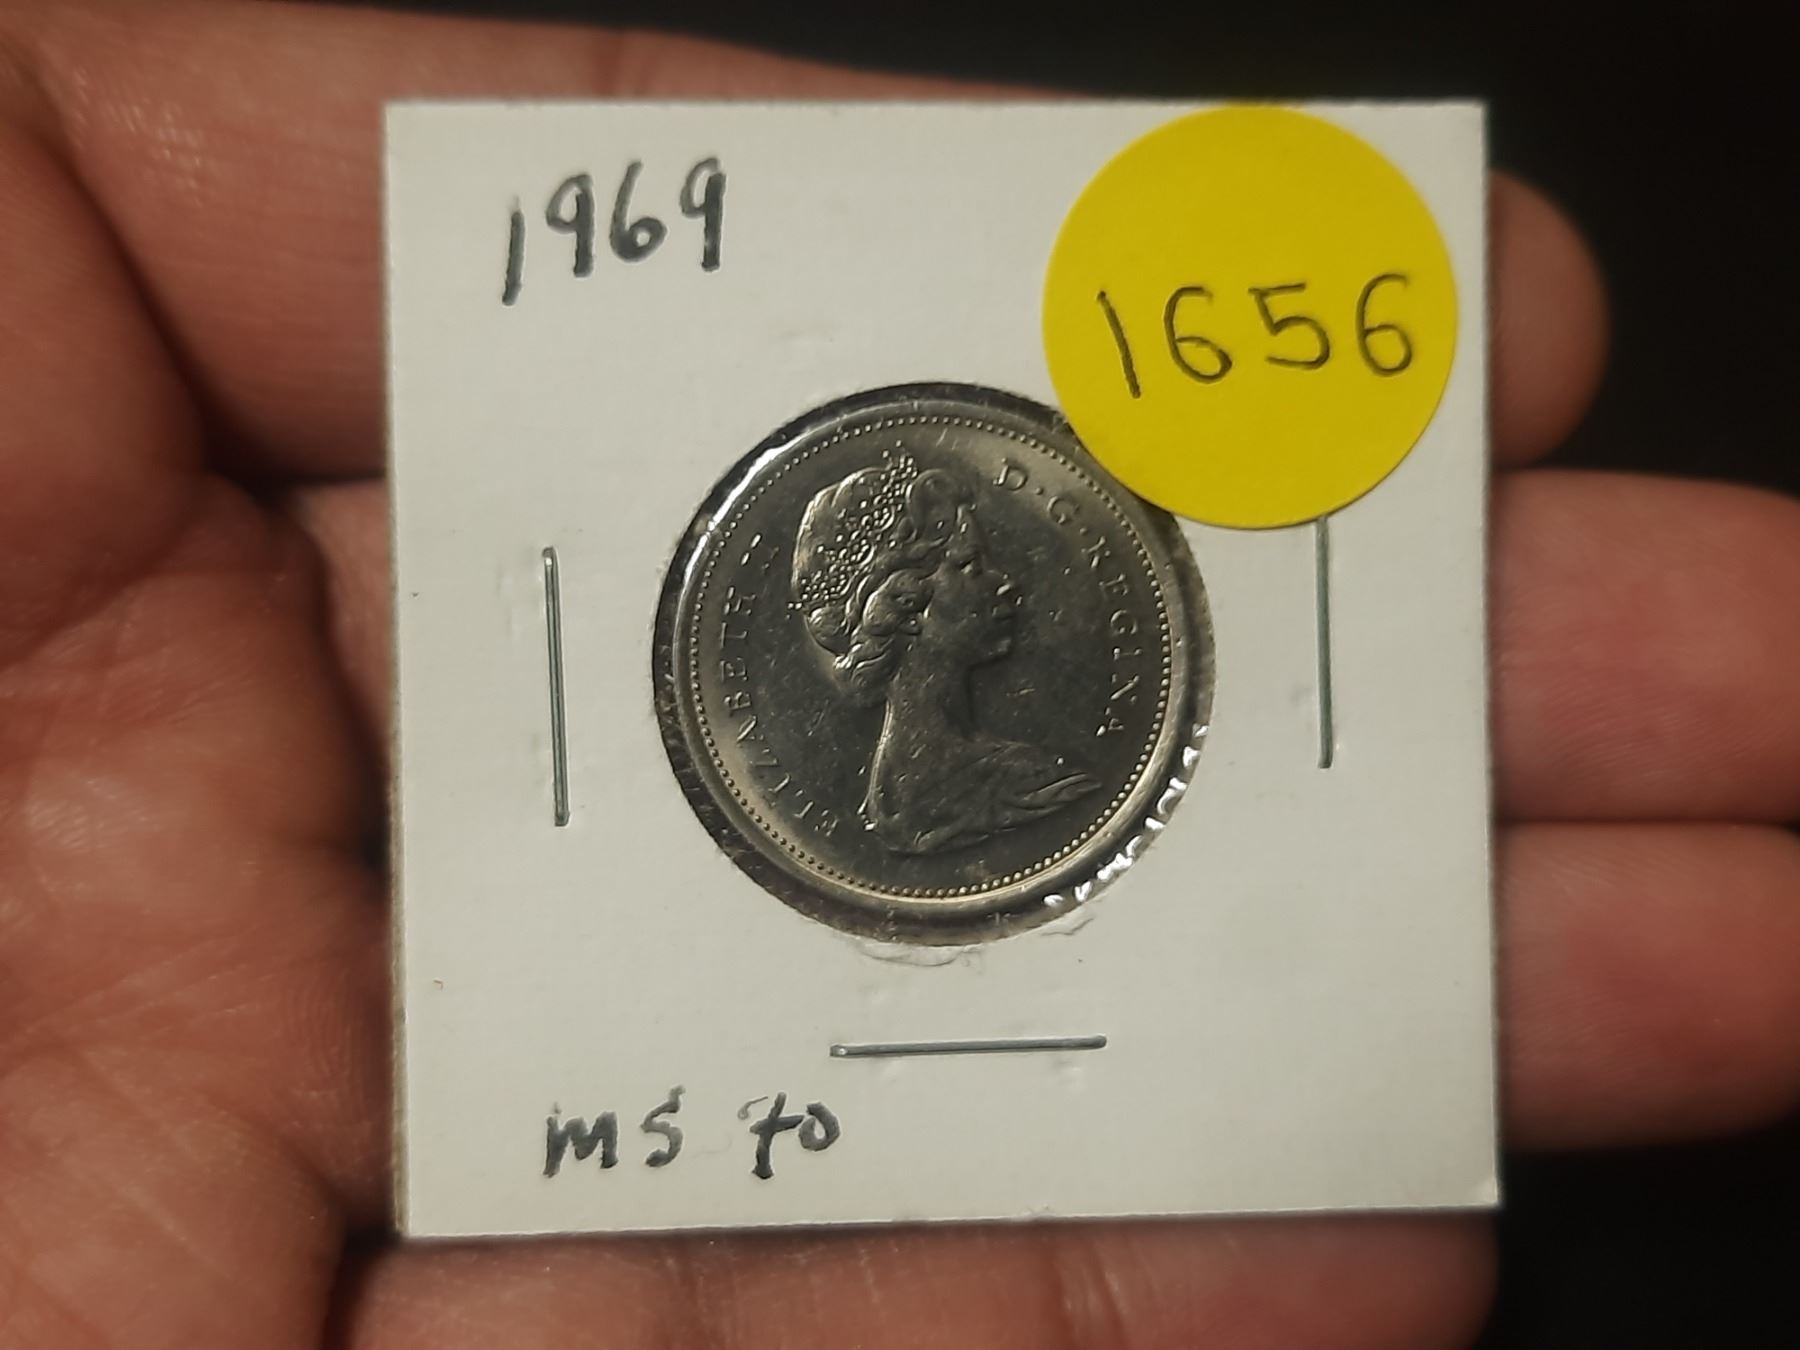 1969
1656
ELIZABETH II D·G·REGINA
MS 70